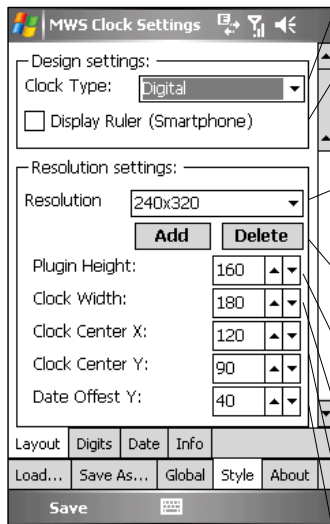 MWS Clock Settings
Design settings:
Clock Type: Digital
Display Ruler (Smartphone)
Resolution settings:
Resolution 240x320
Add Delete
Plugin Height: 160
Clock Width: 180
Clock Center X: 120
Clock Center Y: 90
Date Offest Y: 40
Layout Digits Date Info
Load... Save As... Global Style About
Save